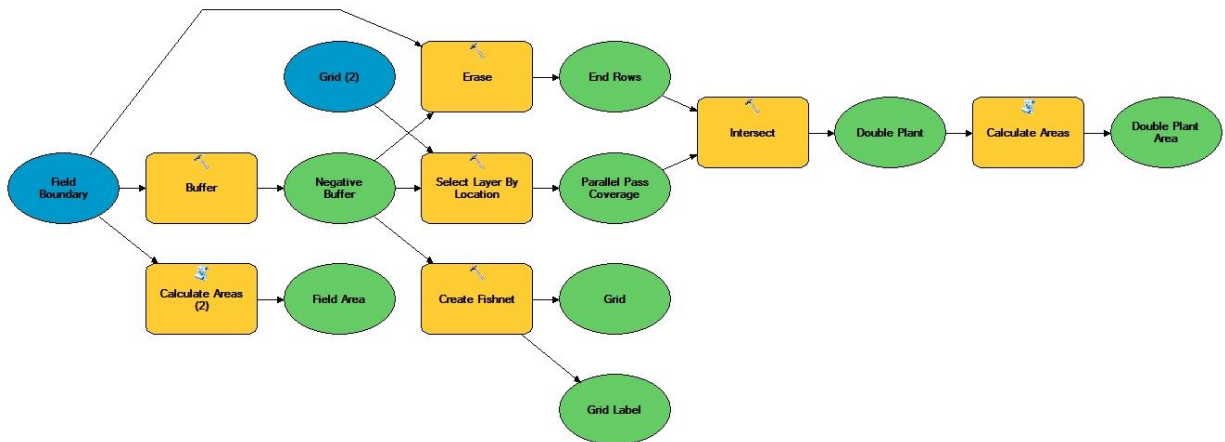 Grid (2)
Erase
End Rows
Intersect
Double Plant
Calculate Areas
Double Plant
Area
Field
Boundary
Buffer
Negative
Buffer
Select Layer By
Location
Parallel Pass
Coverage
Calculate Areas
(2)
Field Area
Create Fishnet
Grid
Grid Label